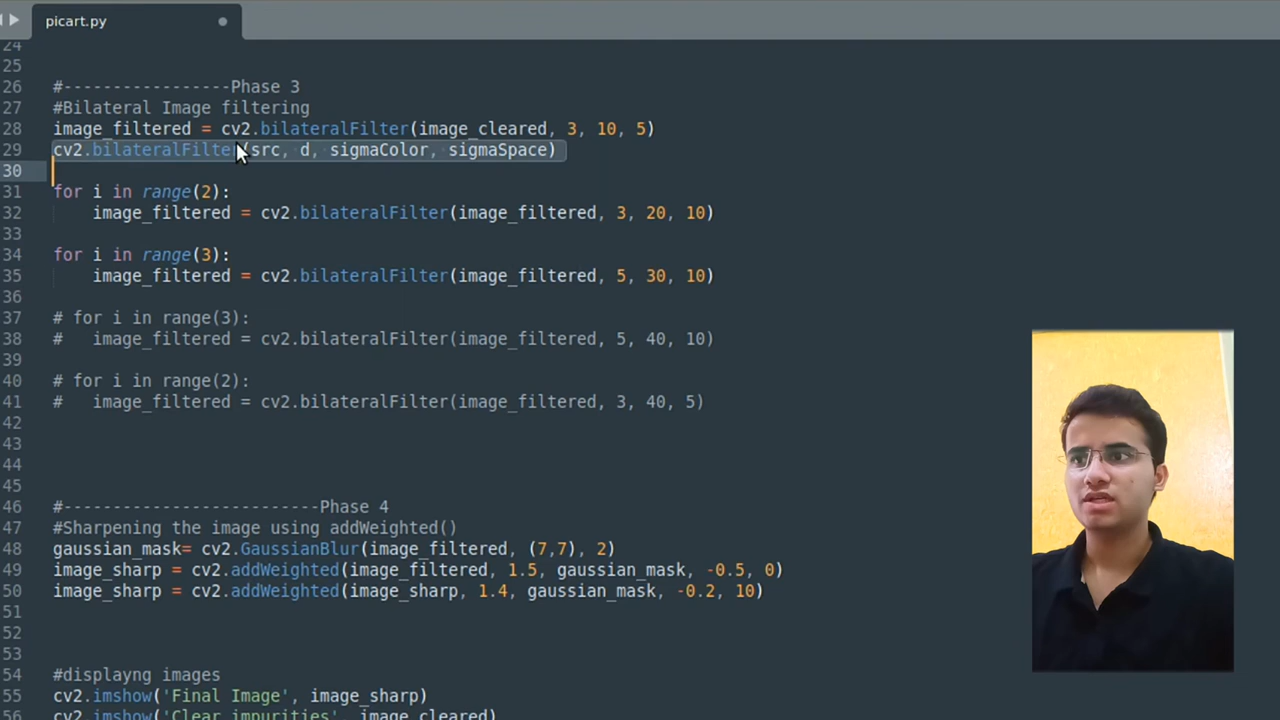 picart.py
24
25
26 #-----------------Phase 3
27 #Bilateral Image filtering
28 image_filtered = cv2.bilateralFilter(image_cleared, 3, 10, 5)
29 cv2.bilateralFilter(src, d, sigmaColor, sigmaSpace)
30
31 for i in range(2):
32     image_filtered = cv2.bilateralFilter(image_filtered, 3, 20, 10)
33
34 for i in range(3):
35     image_filtered = cv2.bilateralFilter(image_filtered, 5, 30, 10)
36
37 # for i in range(3):
38 #   image_filtered = cv2.bilateralFilter(image_filtered, 5, 40, 10)
39
40 # for i in range(2):
41 #   image_filtered = cv2.bilateralFilter(image_filtered, 3, 40, 5)
42
43
44
45
46 #--------------------------Phase 4
47 #Sharpening the image using addWeighted()
48 gaussian_mask= cv2.GaussianBlur(image_filtered, (7,7), 2)
49 image_sharp = cv2.addWeighted(image_filtered, 1.5, gaussian_mask, -0.5, 0)
50 image_sharp = cv2.addWeighted(image_sharp, 1.4, gaussian_mask, -0.2, 10)
51
52
53
54 #displayng images
55 cv2.imshow('Final Image', image_sharp)
56 cv2.imshow('Clear impurities', image_cleared)